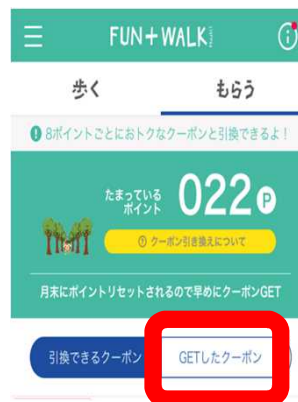 FUN+WALK
歩く
もらう
8ポイントごとにおトクなクーポンと引換できるよ！
たまっている
ポイント
022 P
クーポン引き換えについて
月末にポイントリセットされるので早めにクーポンGET
引換できるクーポン
GETしたクーポン